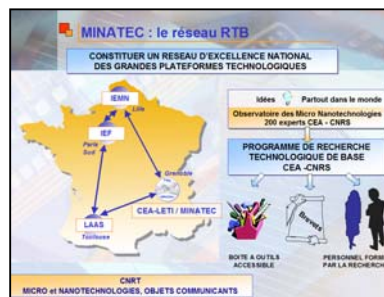 MINATEC : le réseau RTB
CONSTITUER UN RESEAU D'EXCELLENCE NATIONAL
DES GRANDES PLATEFORMES TECHNOLOGIQUES
IEMN
Lille
IEF
Paris
Sud
Grenoble
CEA-LETI / MINATEC
LAAS
Toulouse
idées
Partout dans le monde
Observatoire des Micro Nanotechnologies
200 experts CEA - CNRS
PROGRAMME DE RECHERCHE
TECHNOLOGIQUE DE BASE
CEA -CNRS
Brevets
BOITE A OUTILS
ACCESSIBLE
PERSONNEL FORME
PAR LA RECHERCHE
CNRT
MICRO et NANOTECHNOLOGIES, OBJETS COMMUNICANTS